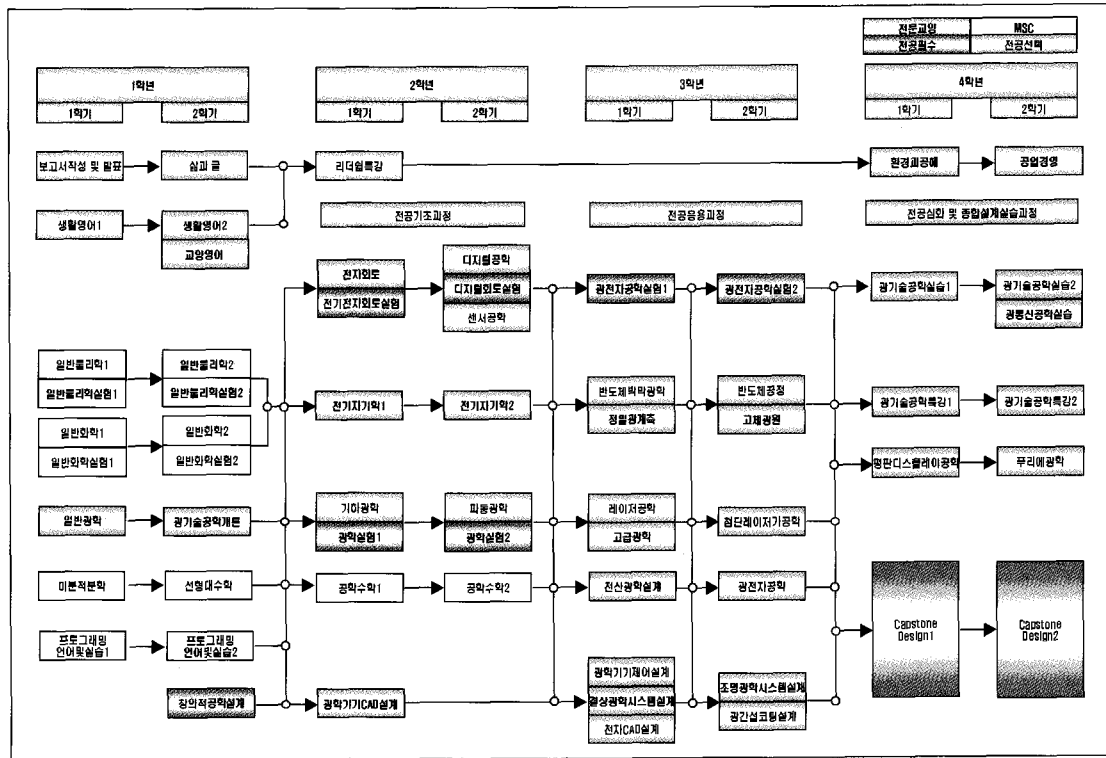 전문교양 MSC
전공필수 전공선택
1학년 2학년 3학년 4학년
1학기 2학기 1학기 2학기 1학기 2학기 1학기 2학기
보고서작성 및 발표 삶과 글 리더쉽특강 환경과공해 공업경영
생활영어1 생활영어2
교양영어
전공기초과정 전공응용과정 전공심화 및 종합설계실습과정
전자회로
전기전자회로실험
디지털공학
디지털회로실험
센서공학
광전자공학실험1 광전자공학실험2 광기술공학실습1
광기술공학실습2
광통신공학실습
일반물리학1
일반물리학실험1
일반물리학2
일반물리학실험2
일반화학1
일반화학실험1
일반화학2
일반화학실험2
전기자기학1 전기자기학2
반도체박막광학
정밀광계측
반도체공정
고체광원
광기술공학특강1 광기술공학특강2
평판디스플레이공학 푸리에광학
일반광학 광기술공학개론
기하광학
광학실험1
파동광학
광학실험2
레이저공학
고급광학
첨단레이저기공학
미분적분학 선형대수학 공학수학1 공학수학2 전산광학설계 광전자공학
프로그래밍
언어및실습1
프로그래밍
언어및실습2
창의적공학설계 광학기기CAD설계
광학기기제어설계
결상광학시스템설계
전자CAD설계
조명광학시스템설계
광간섭코팅설계
Capstone
Design1
Capstone
Design2